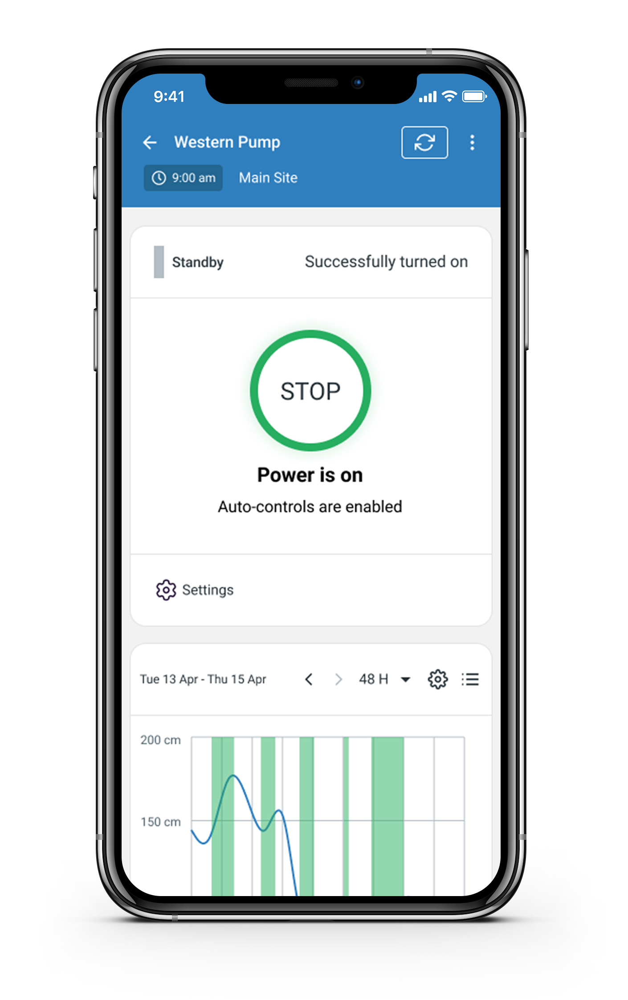 9:41
Western Pump
9:00 am Main Site
Standby Successfully turned on
STOP
Power is on
Auto-controls are enabled
Settings
Tue 13 Apr - Thu 15 Apr 48 H
200 cm
150 cm